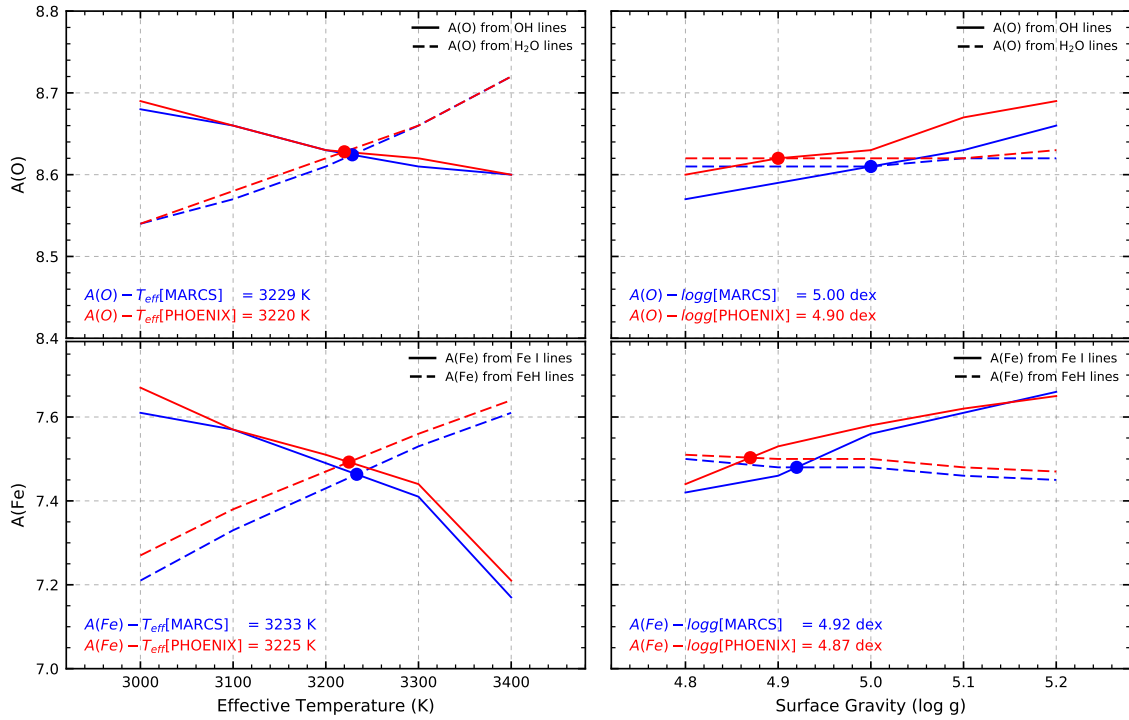 A(O) from OH lines
A(O) from H₂O lines
A(O) from OH lines
A(O) from H₂O lines
8.8
8.7
8.6
8.5
8.4
A(O)
A(O) − T_eff[MARCS] = 3229 K
A(O) − T_eff[PHOENIX] = 3220 K
A(O) − logg[MARCS] = 5.00 dex
A(O) − logg[PHOENIX] = 4.90 dex
A(Fe) from Fe I lines
A(Fe) from FeH lines
A(Fe) from Fe I lines
A(Fe) from FeH lines
7.6
7.4
7.2
7.0
A(Fe)
A(Fe) − T_eff[MARCS] = 3233 K
A(Fe) − T_eff[PHOENIX] = 3225 K
A(Fe) − logg[MARCS] = 4.92 dex
A(Fe) − logg[PHOENIX] = 4.87 dex
3000 3100 3200 3300 3400
4.8 4.9 5.0 5.1 5.2
Effective Temperature (K)
Surface Gravity (log g)